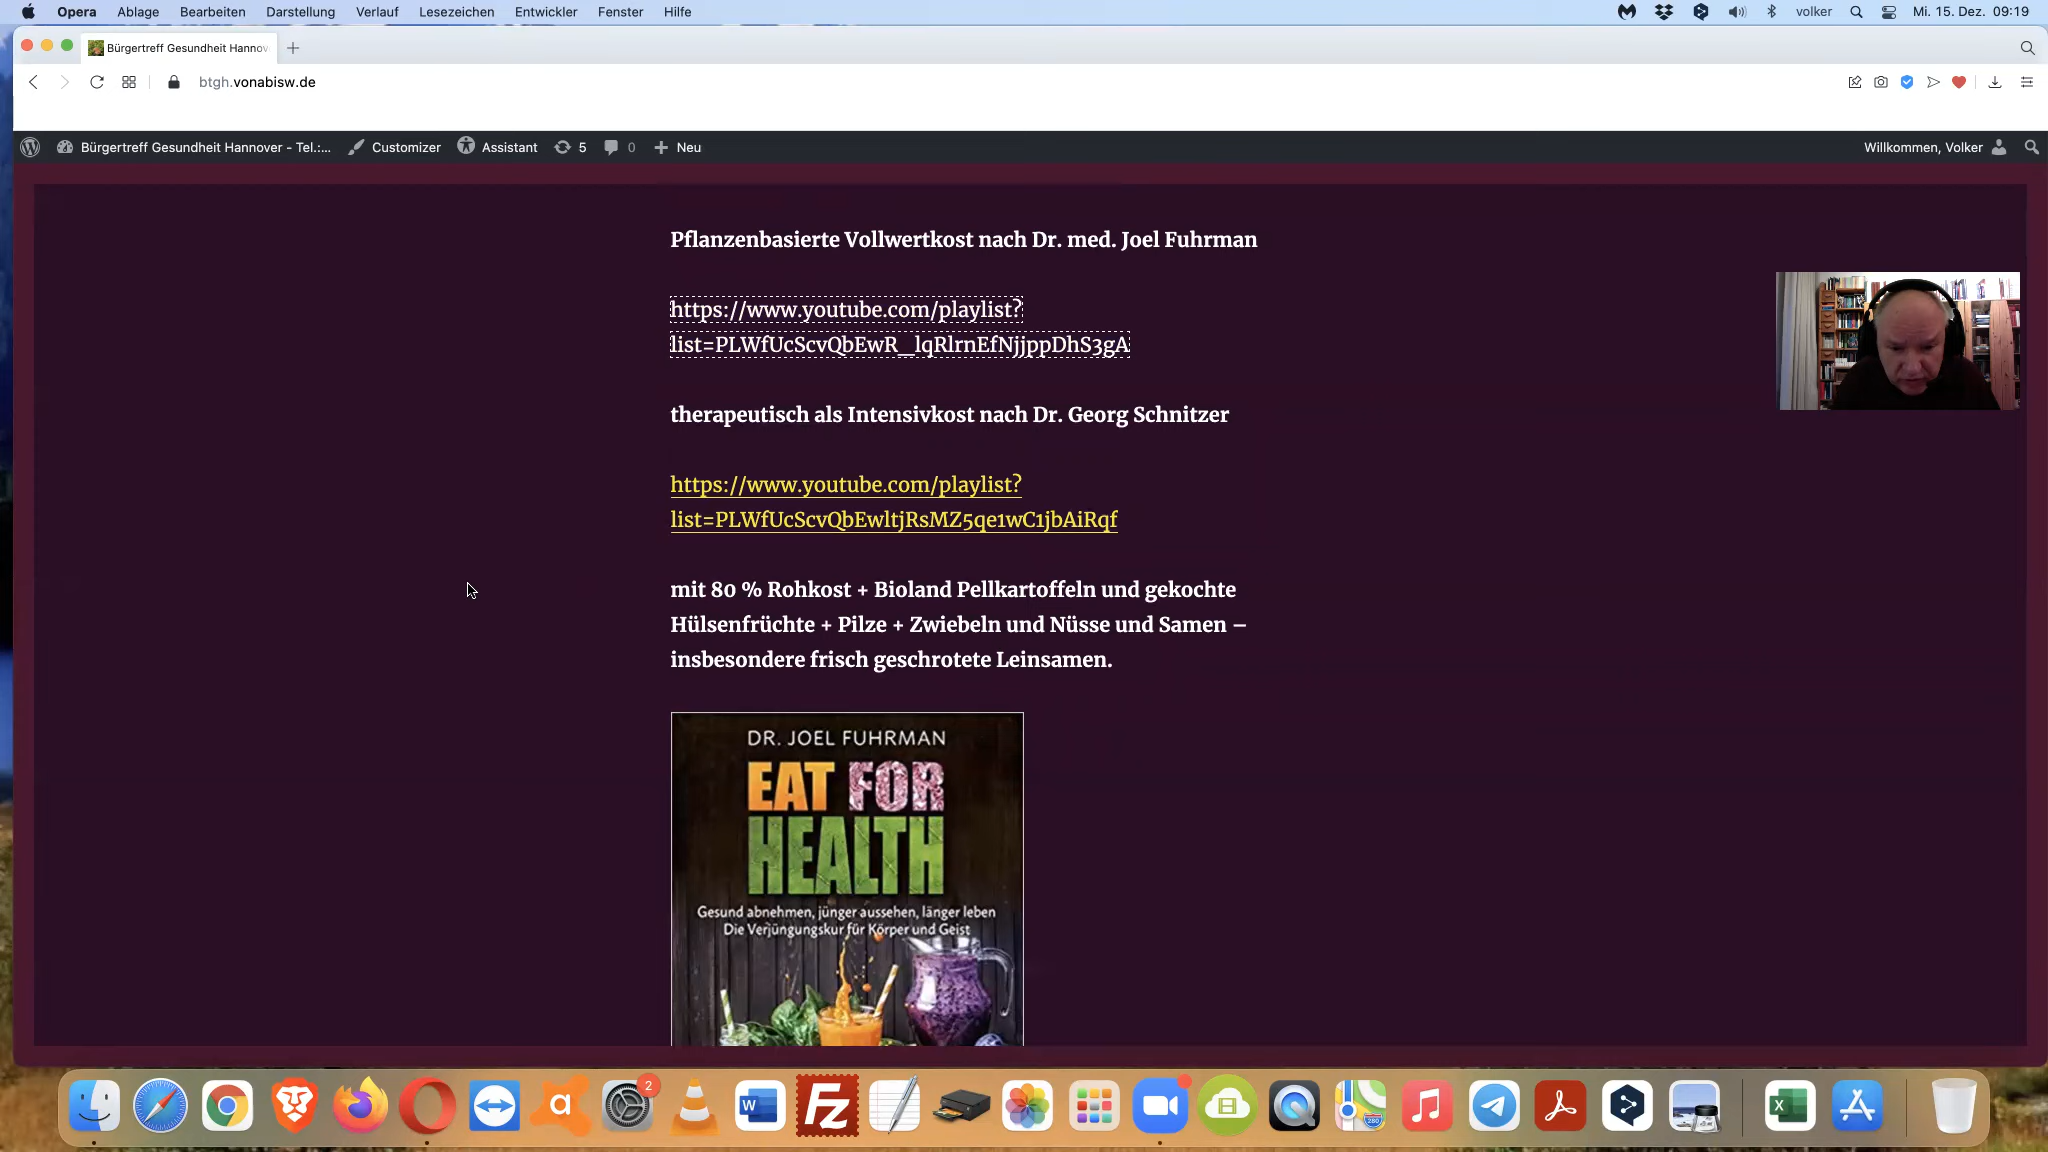 Opera Ablage Bearbeiten Darstellung Verlauf Lesezeichen Entwickler Fenster Hilfe volker Mi. 15. Dez. 09:19
Bürgertreff Gesundheit Hannov
btgh.vonabisw.de
Bürgertreff Gesundheit Hannover - Tel.:... Customizer Assistant 5 0 Neu Willkommen, Volker
Pflanzenbasierte Vollwertkost nach Dr. med. Joel Fuhrman
https://www.youtube.com/playlist?
list=PLWfUcScvQbEwR_lqRlrnEfNjjppDhS3gA
therapeutisch als Intensivkost nach Dr. Georg Schnitzer
https://www.youtube.com/playlist?
list=PLWfUcScvQbEwltjRsMZ5qe1wC1jbAiRqf
mit 80 % Rohkost + Bioland Pellkartoffeln und gekochte
Hülsenfrüchte + Pilze + Zwiebeln und Nüsse und Samen –
insbesondere frisch geschrotete Leinsamen.
DR. JOEL FUHRMAN
EAT FOR
HEALTH
Gesund abnehmen, jünger aussehen, länger leben
Die Verjüngungskur für Körper und Geist
2